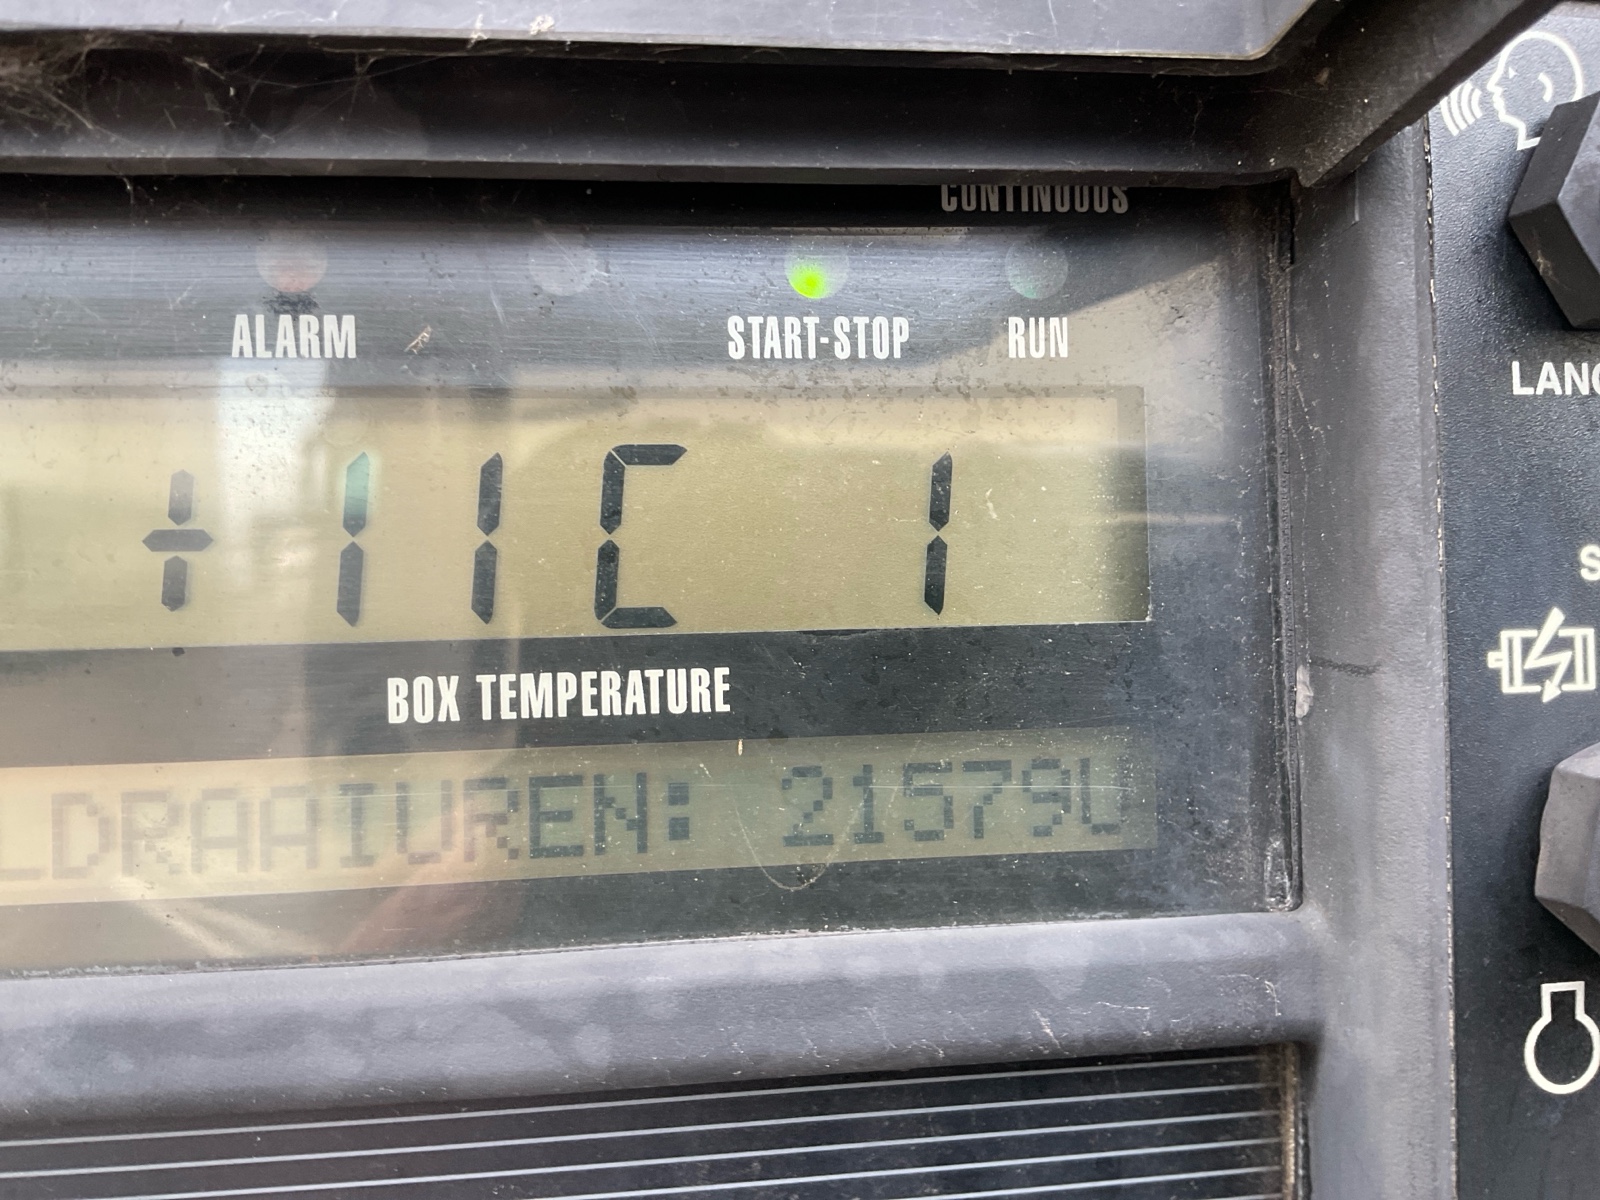 CONTINUOUS
ALARM START-STOP RUN
+11C 1
BOX TEMPERATURE
LDRAAIUREN: 21579U
LANG
S